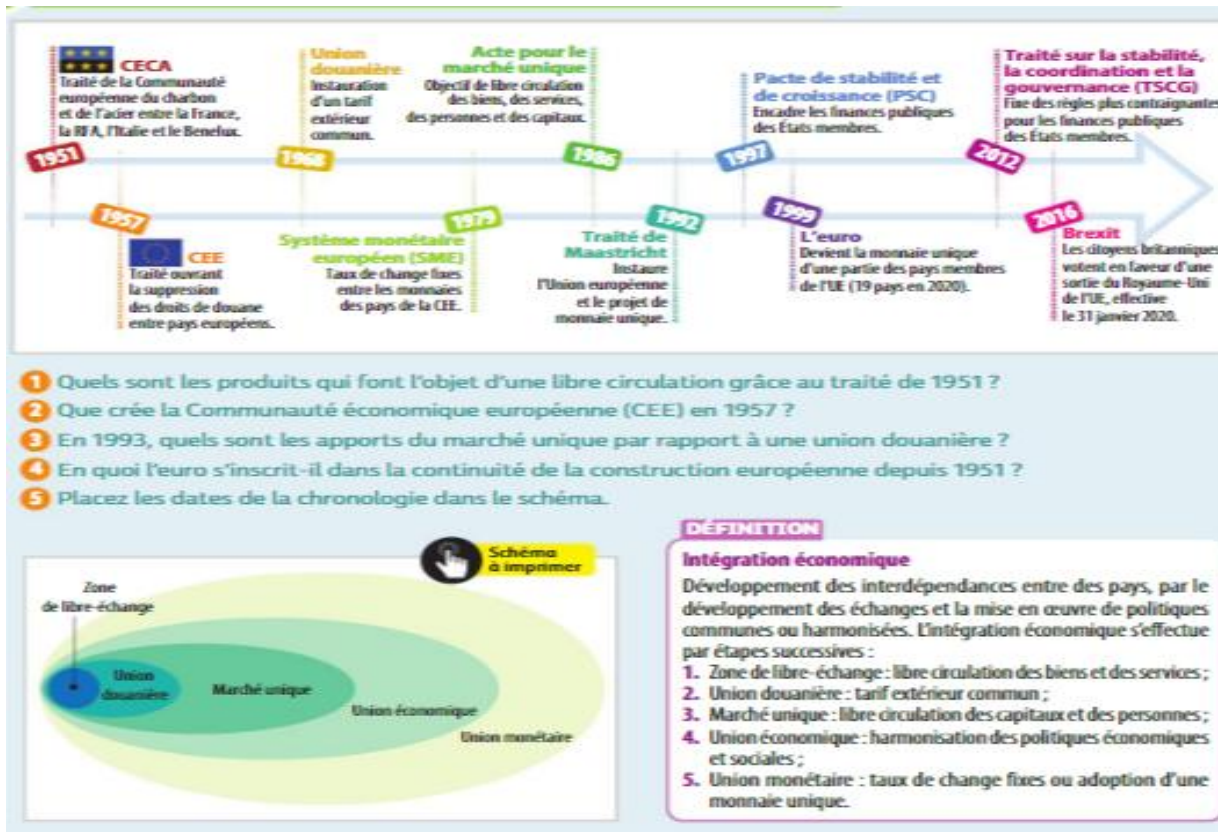 CECA
Traité de la Communauté
européenne du charbon
et de l'acier entre la France,
la RFA, l'Italie et le Benelux.
1951
1957
CEE
Traité ouvrant
la suppression
des droits de douane
entre pays européens.
Union
douanière
Instauration
d'un tarif
extérieur
commun.
1968
1979
Système monétaire
européen (SME)
Taux de change fixes
entre les monnaies
des pays de la CEE.
Acte pour le
marché unique
Objectif de libre circulation
des biens, des services,
des personnes et des capitaux.
1986
1992
Traité de
Maastricht
Instaure
l'Union européenne
et le projet de
monnaie unique.
Pacte de stabilité et
de croissance (PSC)
Encadre les finances publiques
des États membres.
1997
1999
L'euro
Devient la monnaie unique
d'une partie des pays membres
de l'UE (19 pays en 2020).
Traité sur la stabilité,
la coordination et la
gouvernance (TSCG)
Fixe des règles plus contraignantes
pour les finances publiques
des États membres.
2012
2016
Brexit
Les citoyens britanniques
votent en faveur d'une
sortie du Royaume-Uni
de l'UE, effective
le 31 janvier 2020.
1 Quels sont les produits qui font l'objet d'une libre circulation grâce au traité de 1951 ?
2 Que crée la Communauté économique européenne (CEE) en 1957 ?
3 En 1993, quels sont les apports du marché unique par rapport à une union douanière ?
4 En quoi l'euro s'inscrit-il dans la continuité de la construction européenne depuis 1951 ?
5 Placez les dates de la chronologie dans le schéma.
Schéma
à imprimer
Zone
de libre-échange
Union
douanière
Marché unique
Union économique
Union monétaire
DÉFINITION
Intégration économique
Développement des interdépendances entre des pays, par le
développement des échanges et la mise en œuvre de politiques
communes ou harmonisées. L'intégration économique s'effectue
par étapes successives :
1. Zone de libre-échange : libre circulation des biens et des services ;
2. Union douanière : tarif extérieur commun ;
3. Marché unique : libre circulation des capitaux et des personnes ;
4. Union économique : harmonisation des politiques économiques
et sociales ;
5. Union monétaire : taux de change fixes ou adoption d'une
monnaie unique.